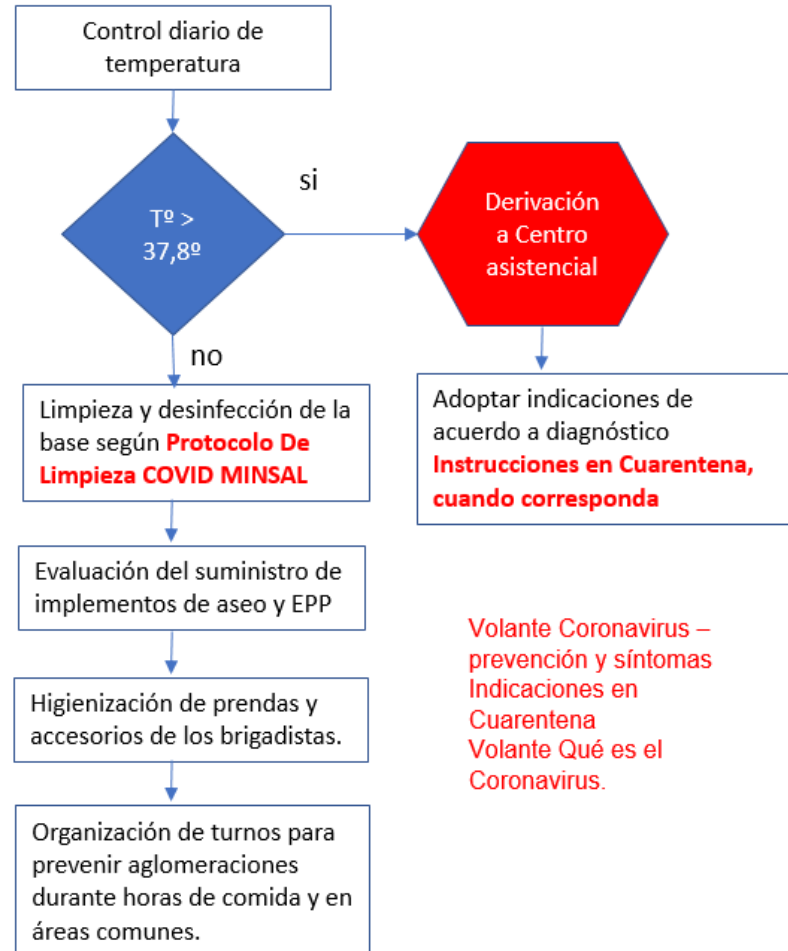 Control diario de
temperatura
Tº >
37,8º
si
Derivación
a Centro
asistencial
no
Limpieza y desinfección de la
base según Protocolo De
Limpieza COVID MINSAL
Adoptar indicaciones de
acuerdo a diagnóstico
Instrucciones en Cuarentena,
cuando corresponda
Evaluación del suministro de
implementos de aseo y EPP
Higienización de prendas y
accesorios de los brigadistas.
Organización de turnos para
prevenir aglomeraciones
durante horas de comida y en
áreas comunes.
Volante Coronavirus –
prevención y síntomas
Indicaciones en
Cuarentena
Volante Qué es el
Coronavirus.